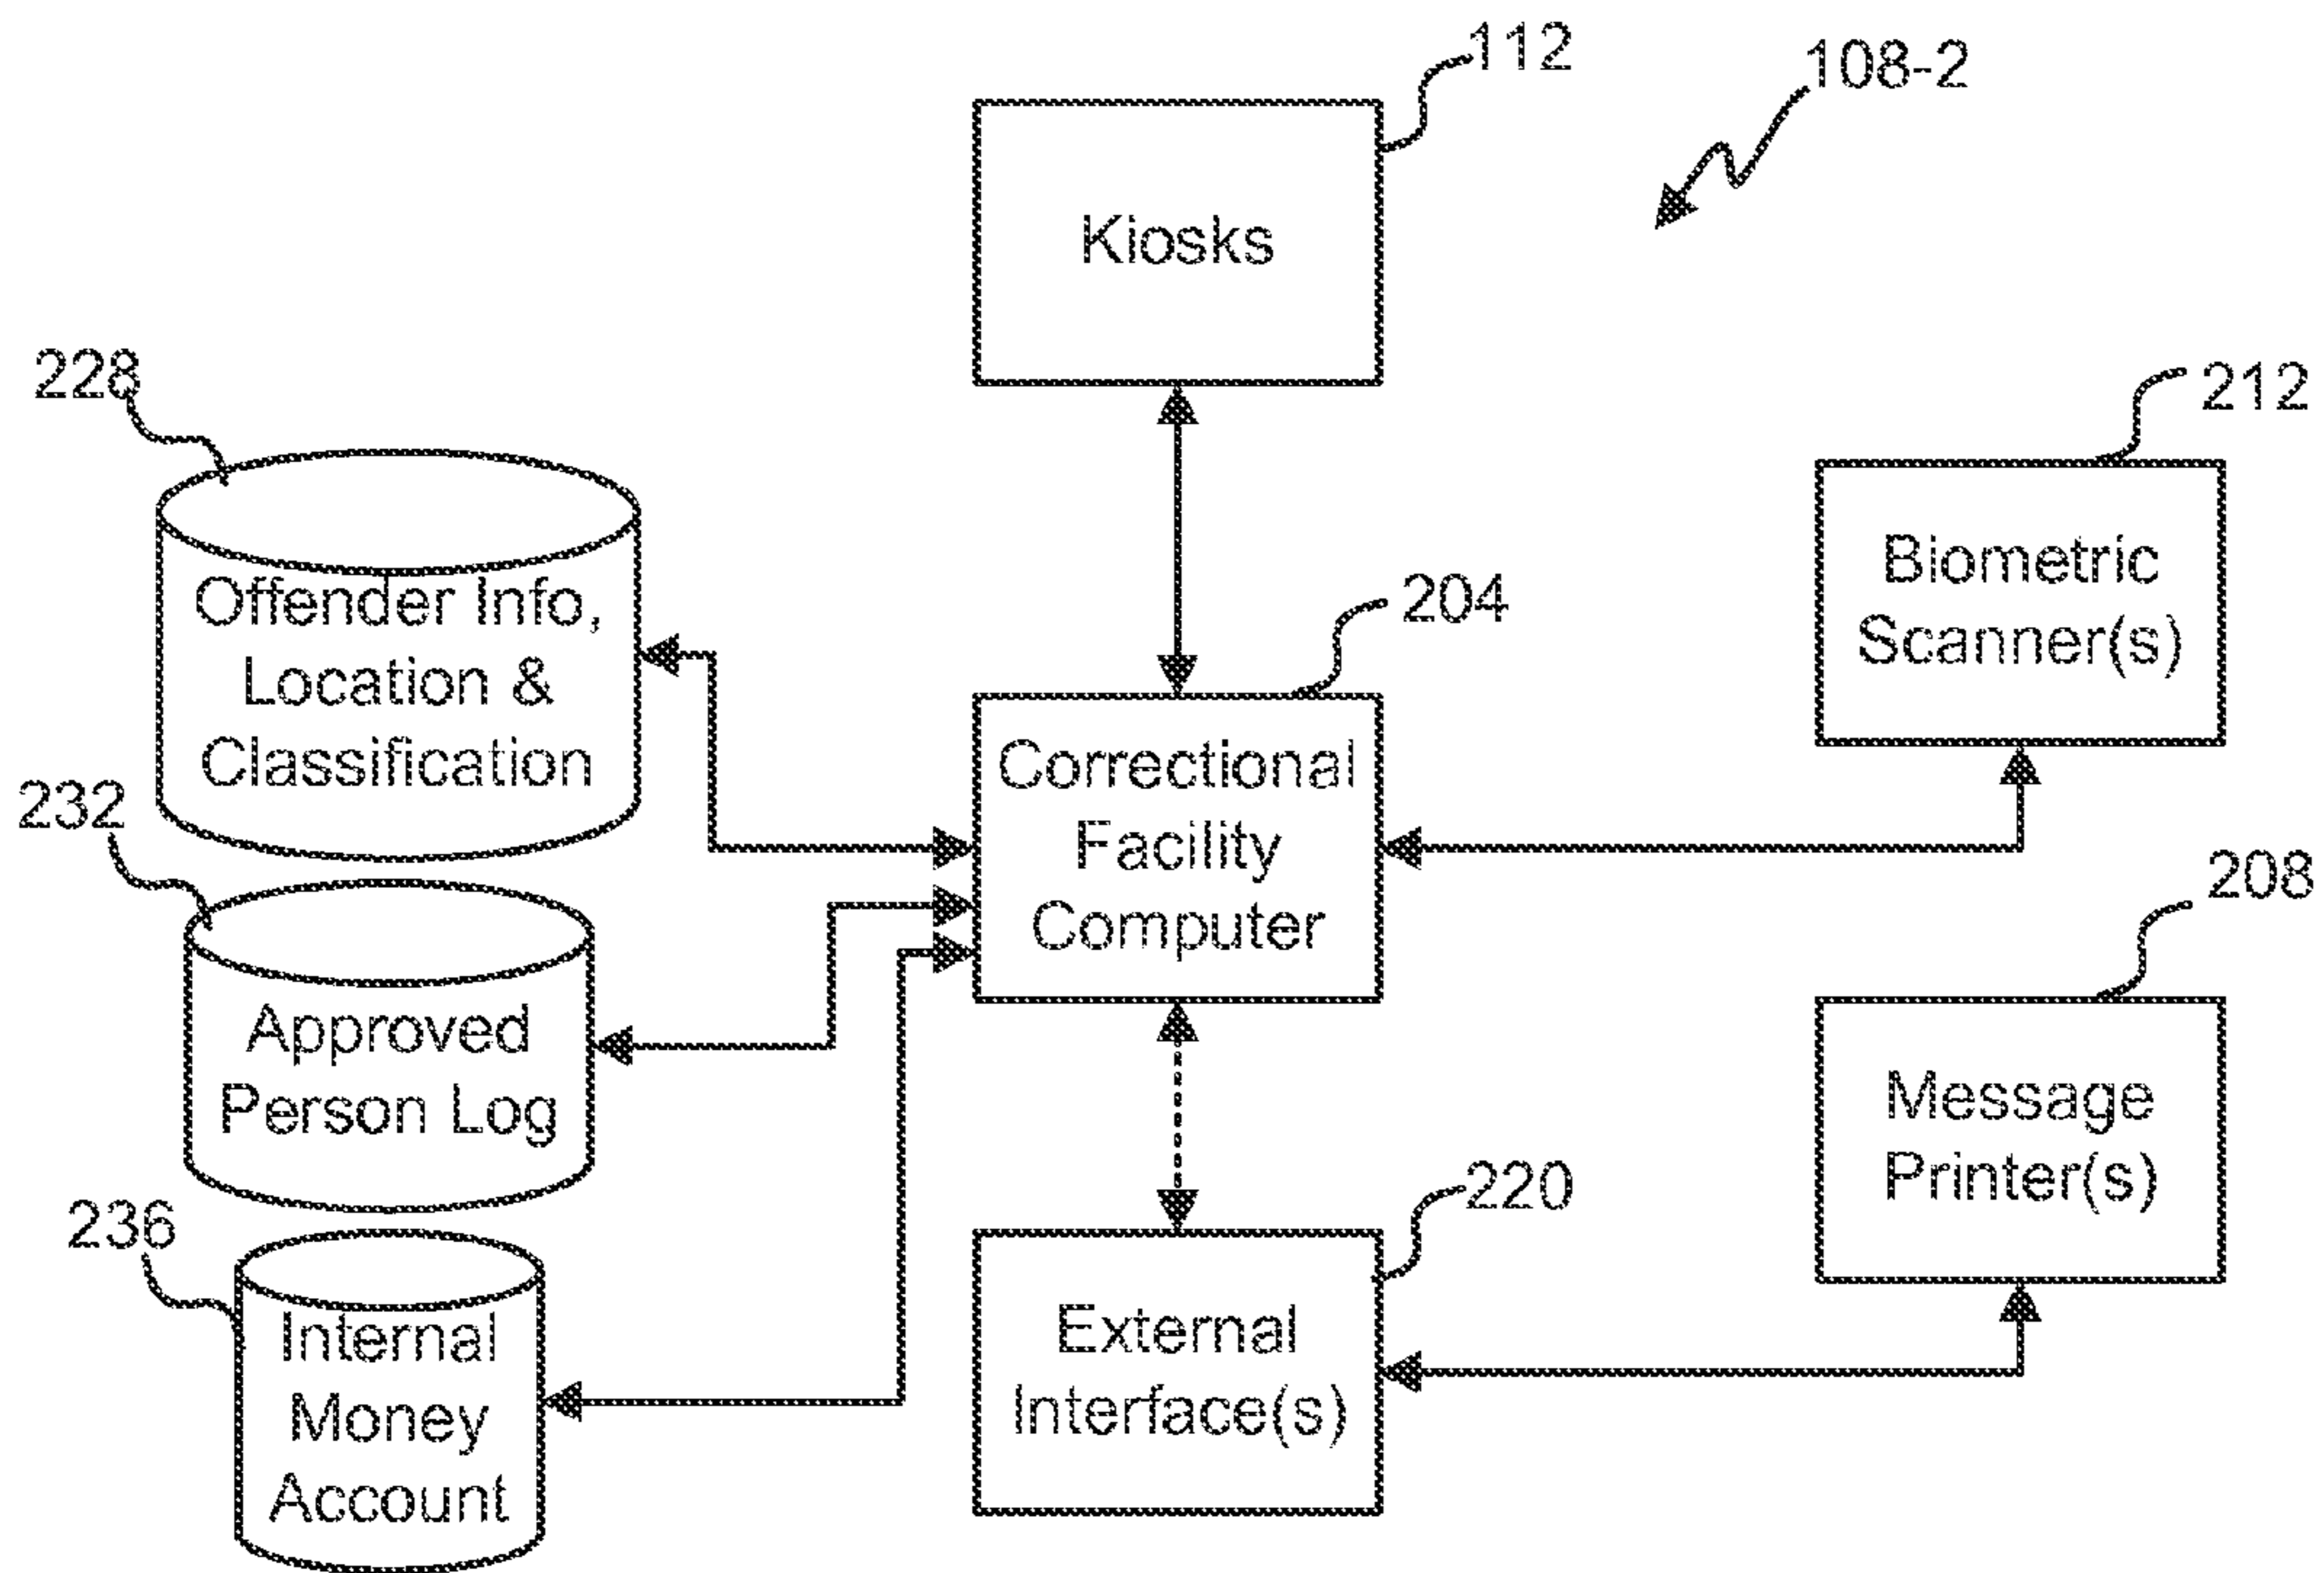 112
108-2
Kiosks
228
212
Offender Info,
Location &
Classification
204
Biometric
Scanner(s)
232
Correctional
Facility
Computer
208
Approved
Person Log
Message
Printer(s)
236
220
Internal
Money
Account
External
Interface(s)